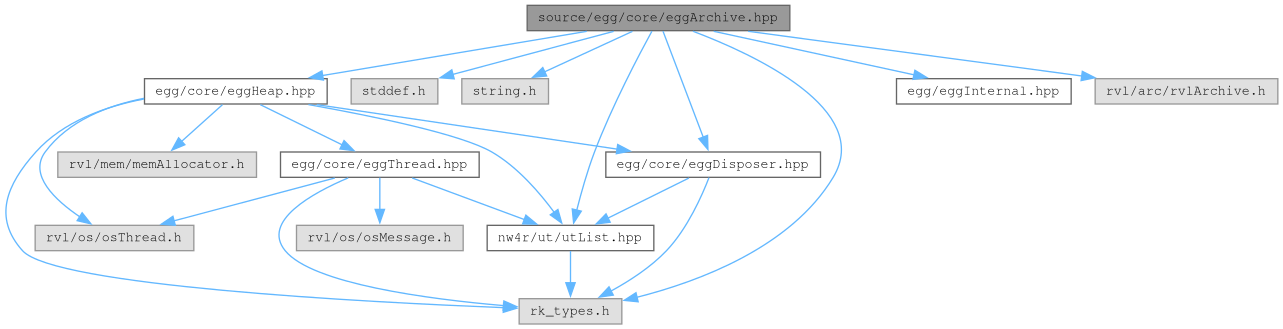 source/egg/core/eggArchive.hpp
egg/core/eggHeap.hpp
stddef.h
string.h
egg/eggInternal.hpp
rvl/arc/rvlArchive.h
rvl/mem/memAllocator.h
egg/core/eggThread.hpp
egg/core/eggDisposer.hpp
rvl/os/osThread.h
rvl/os/osMessage.h
nw4r/ut/utList.hpp
rk_types.h